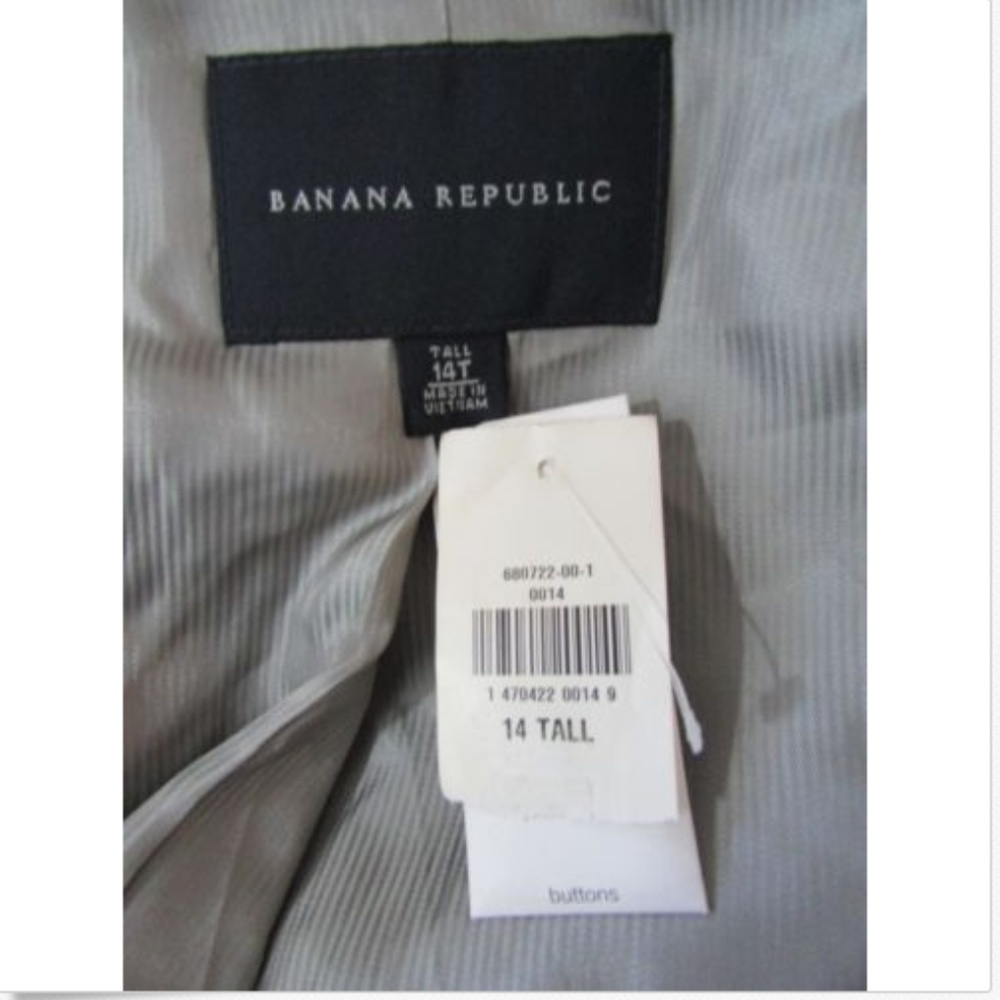 BANANA REPUBLIC
TALL
14T
MADE IN
VIETNAM
680722-00-1
0014
1 470422 0014 9
14 TALL
buttons